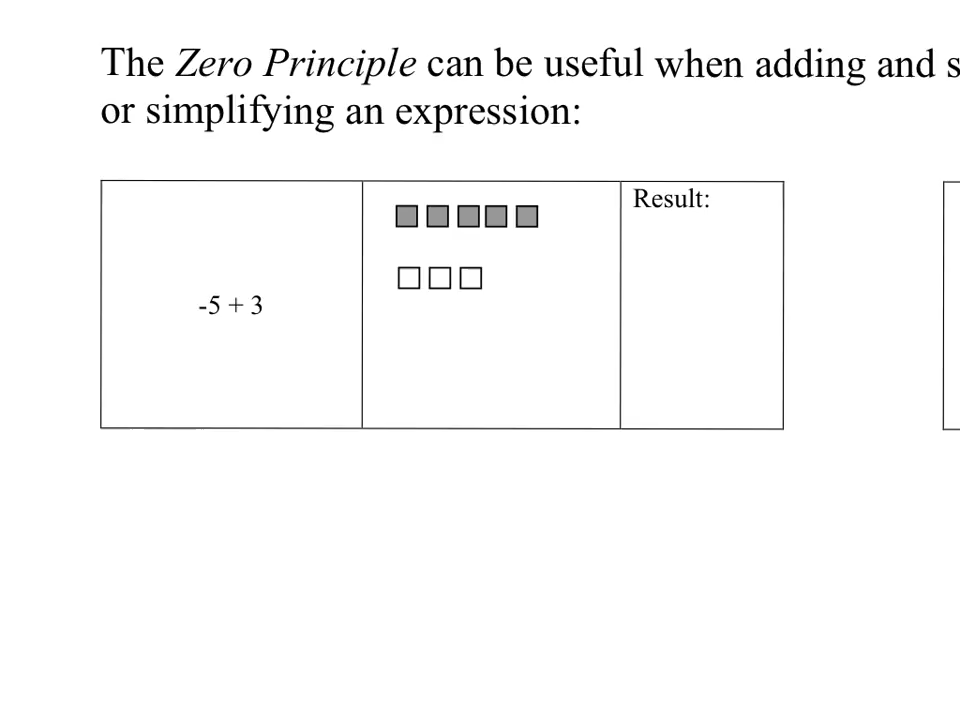 The Zero Principle can be useful when adding and s
or simplifying an expression:
Result:
-5 + 3